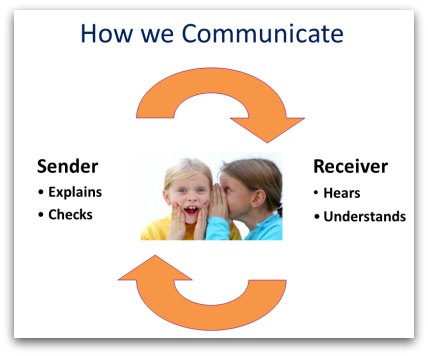 How we Communicate
Sender
• Explains
• Checks
Receiver
• Hears
• Understands